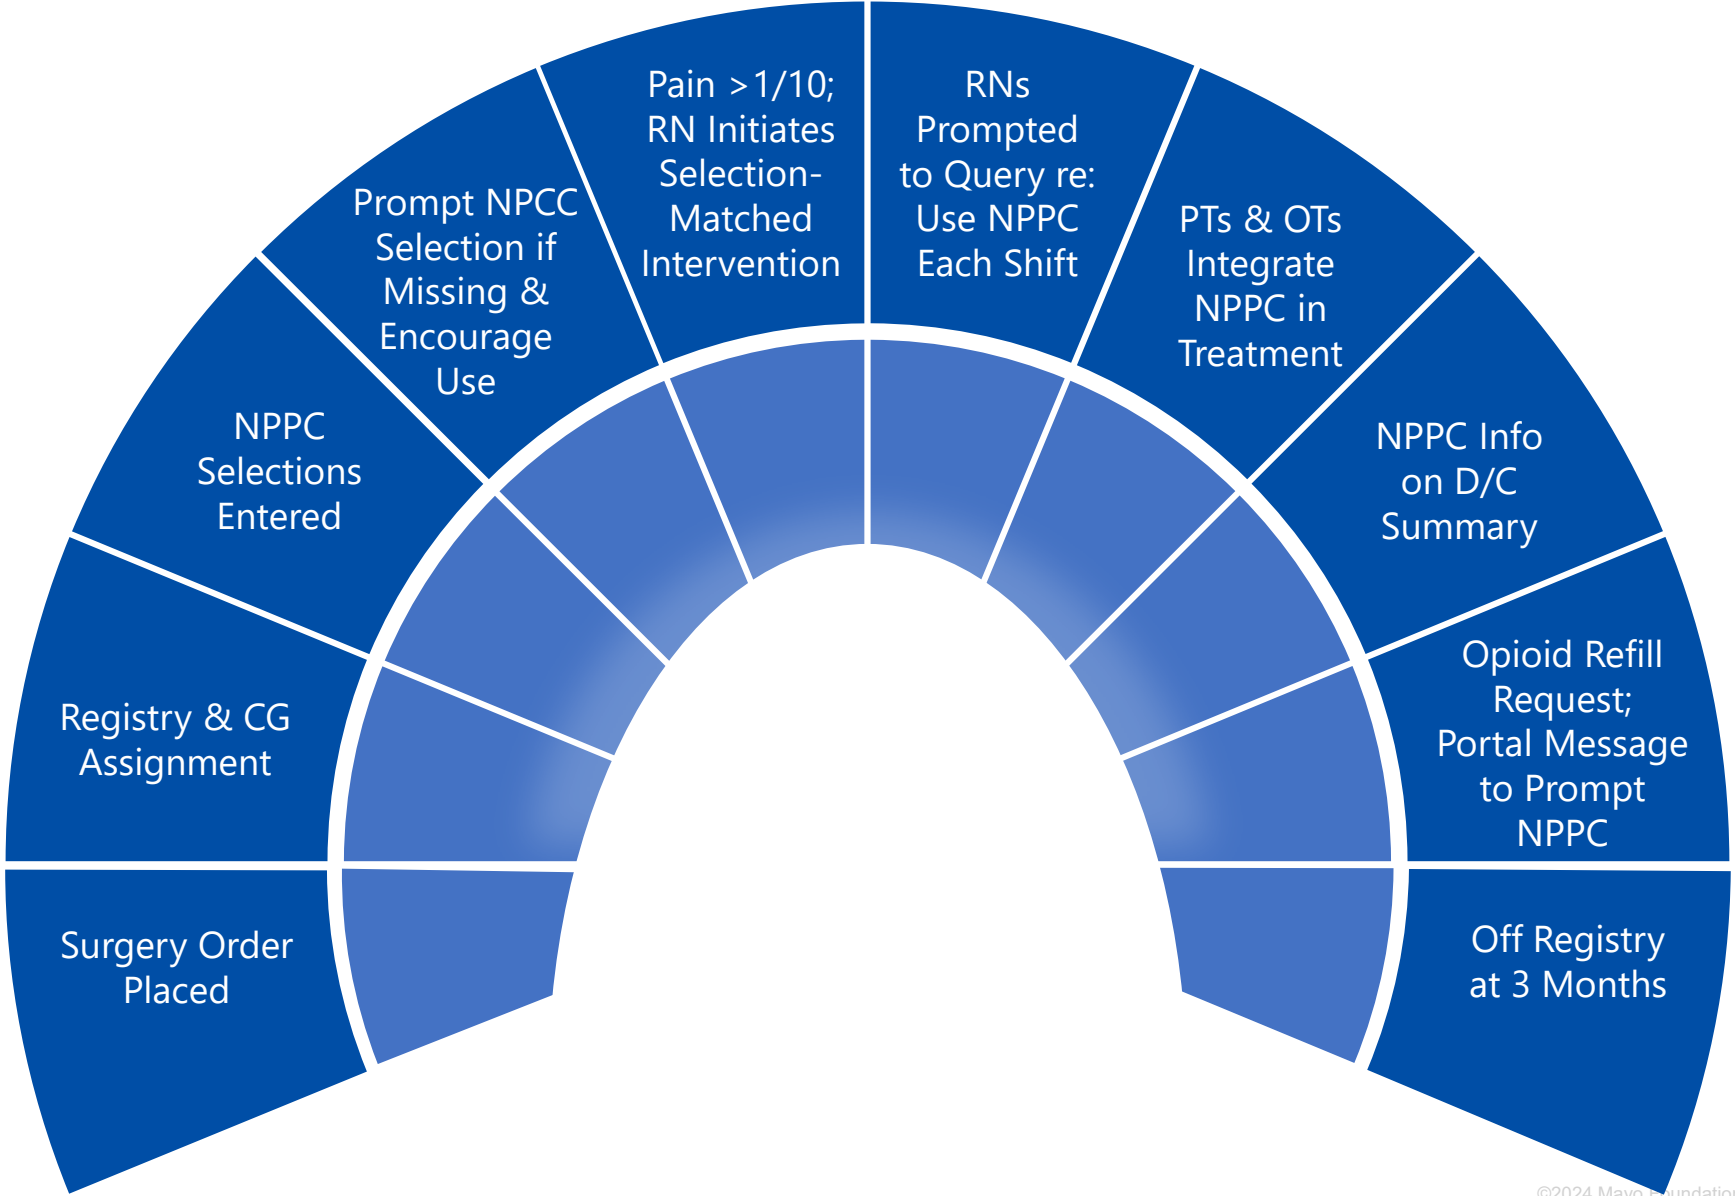 Surgery Order
Placed
Registry & CG
Assignment
NPPC
Selections
Entered
Prompt NPCC
Selection if
Missing &
Encourage
Use
Pain >1/10;
RN Initiates
Selection-
Matched
Intervention
RNs
Prompted
to Query re:
Use NPPC
Each Shift
PTs & OTs
Integrate
NPPC in
Treatment
NPPC Info
on D/C
Summary
Opioid Refill
Request;
Portal Message
to Prompt
NPPC
Off Registry
at 3 Months
©2024 Mayo